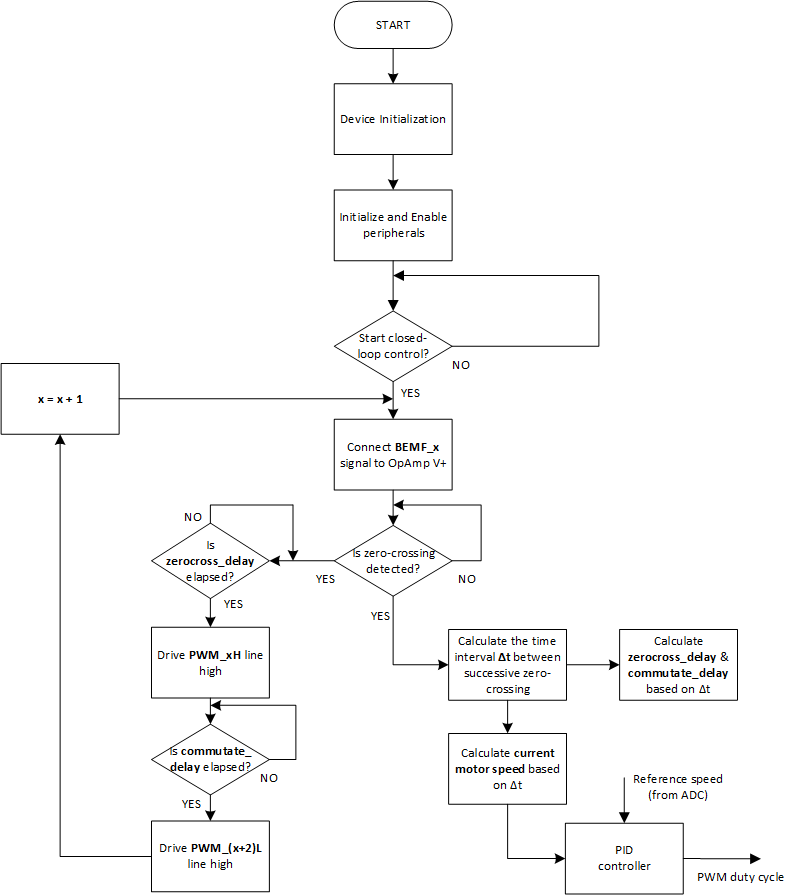 START
Device Initialization
Initialize and Enable
peripherals
Start closed-
loop control?
NO
YES
x = x + 1
Connect BEMF_x
signal to OpAmp V+
NO
Is
zerocross_delay
elapsed?
YES
Is zero-crossing
detected?
NO
YES
YES
Drive PWM_xH line
high
Calculate the time
interval Δt between
successive zero-
crossing
Calculate
zerocross_delay &
commutate_delay
based on Δt
Is commutate_
delay elapsed?
NO
YES
Calculate current
motor speed based
on Δt
Reference speed
(from ADC)
Drive PWM_(x+2)L
line high
PID
controller
PWM duty cycle